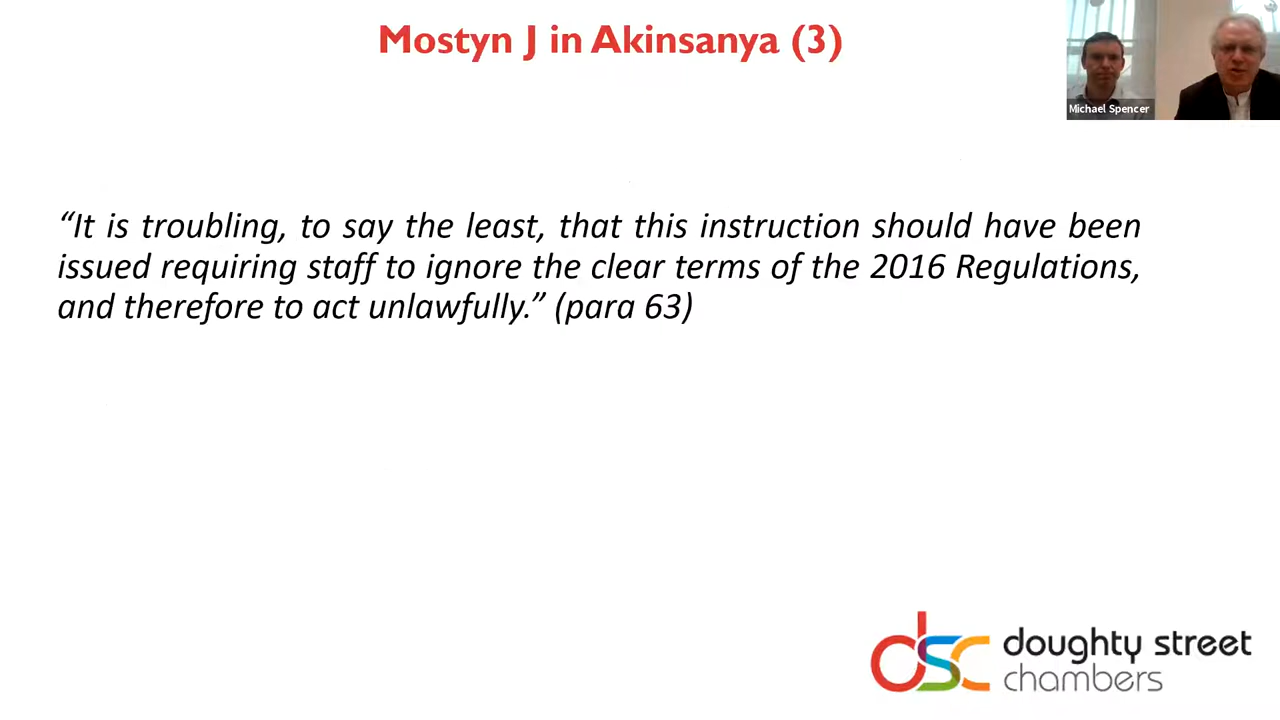 Mostyn J in Akinsanya (3)
Michael Spencer
“It is troubling, to say the least, that this instruction should have been
issued requiring staff to ignore the clear terms of the 2016 Regulations,
and therefore to act unlawfully.” (para 63)
dsc doughty street
chambers